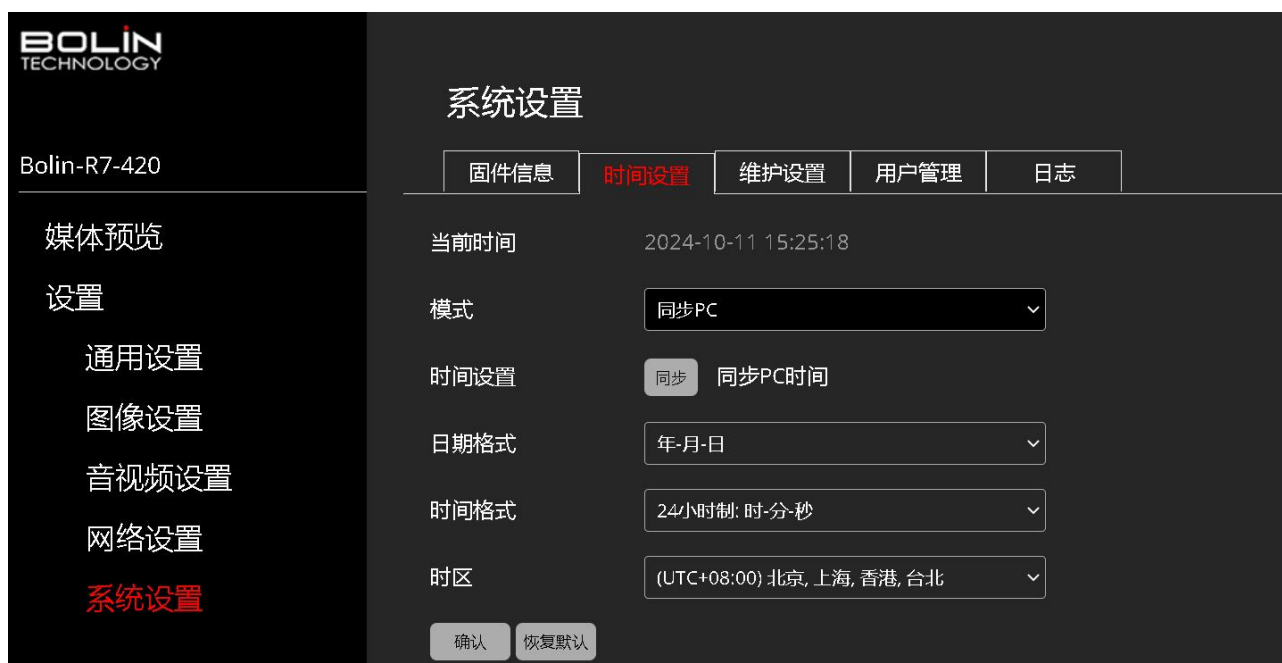 BOLIN
TECHNOLOGY
Bolin-R7-420
媒体预览
设置
通用设置
图像设置
音视频设置
网络设置
系统设置
系统设置
固件信息 时间设置 维护设置 用户管理 日志
当前时间 2024-10-11 15:25:18
模式 同步PC
时间设置 同步 同步PC时间
日期格式 年-月-日
时间格式 24小时制: 时-分-秒
时区 (UTC+08:00) 北京, 上海, 香港, 台北
确认 恢复默认